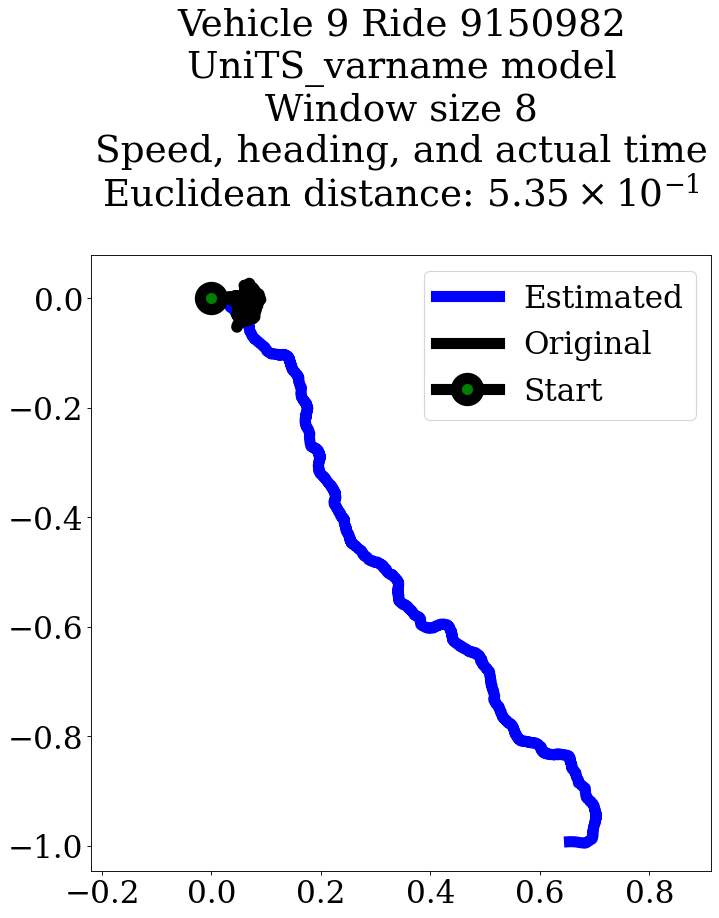 Vehicle 9 Ride 9150982
UniTS_varname model
Window size 8
Speed, heading, and actual time
Euclidean distance: 5.35 × 10⁻¹
Estimated
Original
Start
0.0
−0.2
−0.4
−0.6
−0.8
−1.0
−0.2 0.0 0.2 0.4 0.6 0.8